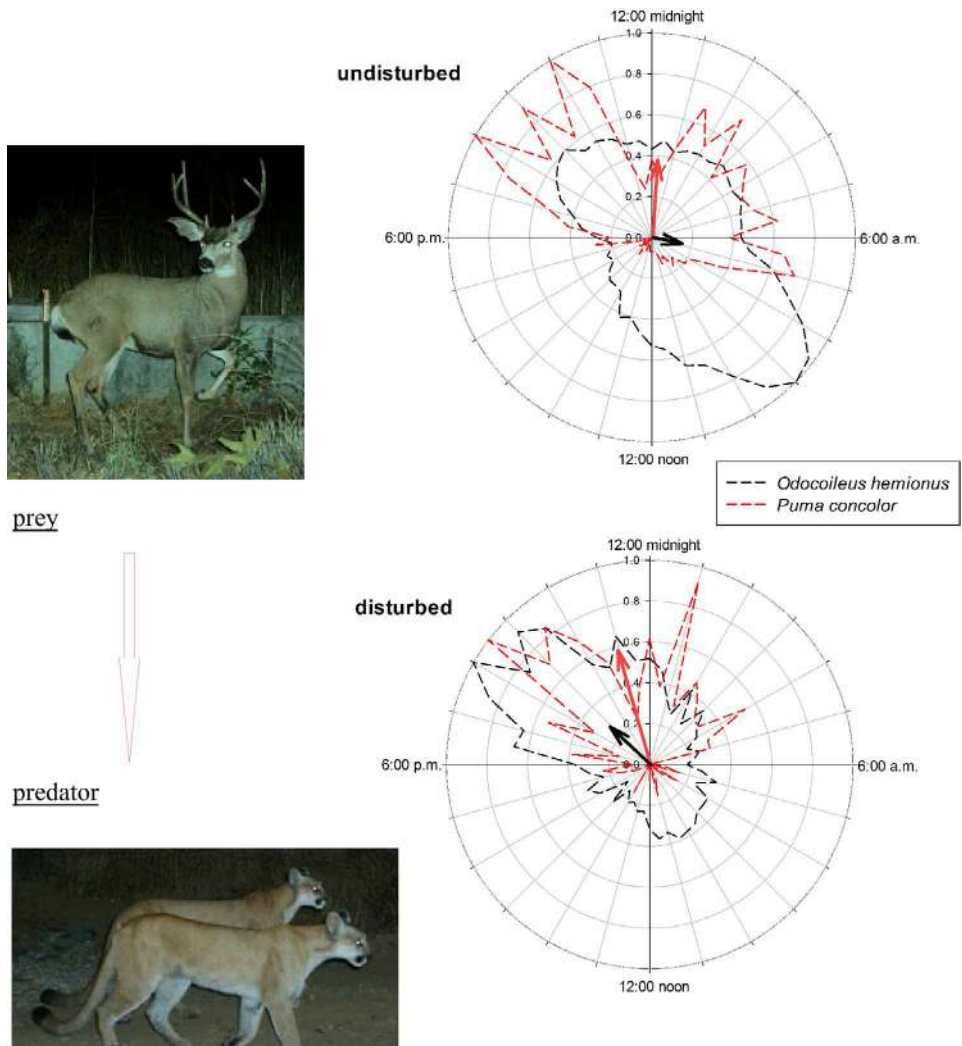 12:00 midnight
1.0
undisturbed
0.8
0.6
0.4
0.2
6:00 p.m.
0.0
6:00 a.m.
12:00 noon
Odocoileus hemionus
Puma concolor
prey
12:00 midnight
1.0
disturbed
0.8
0.6
0.4
0.2
6:00 p.m.
0.0
6:00 a.m.
predator
12:00 noon